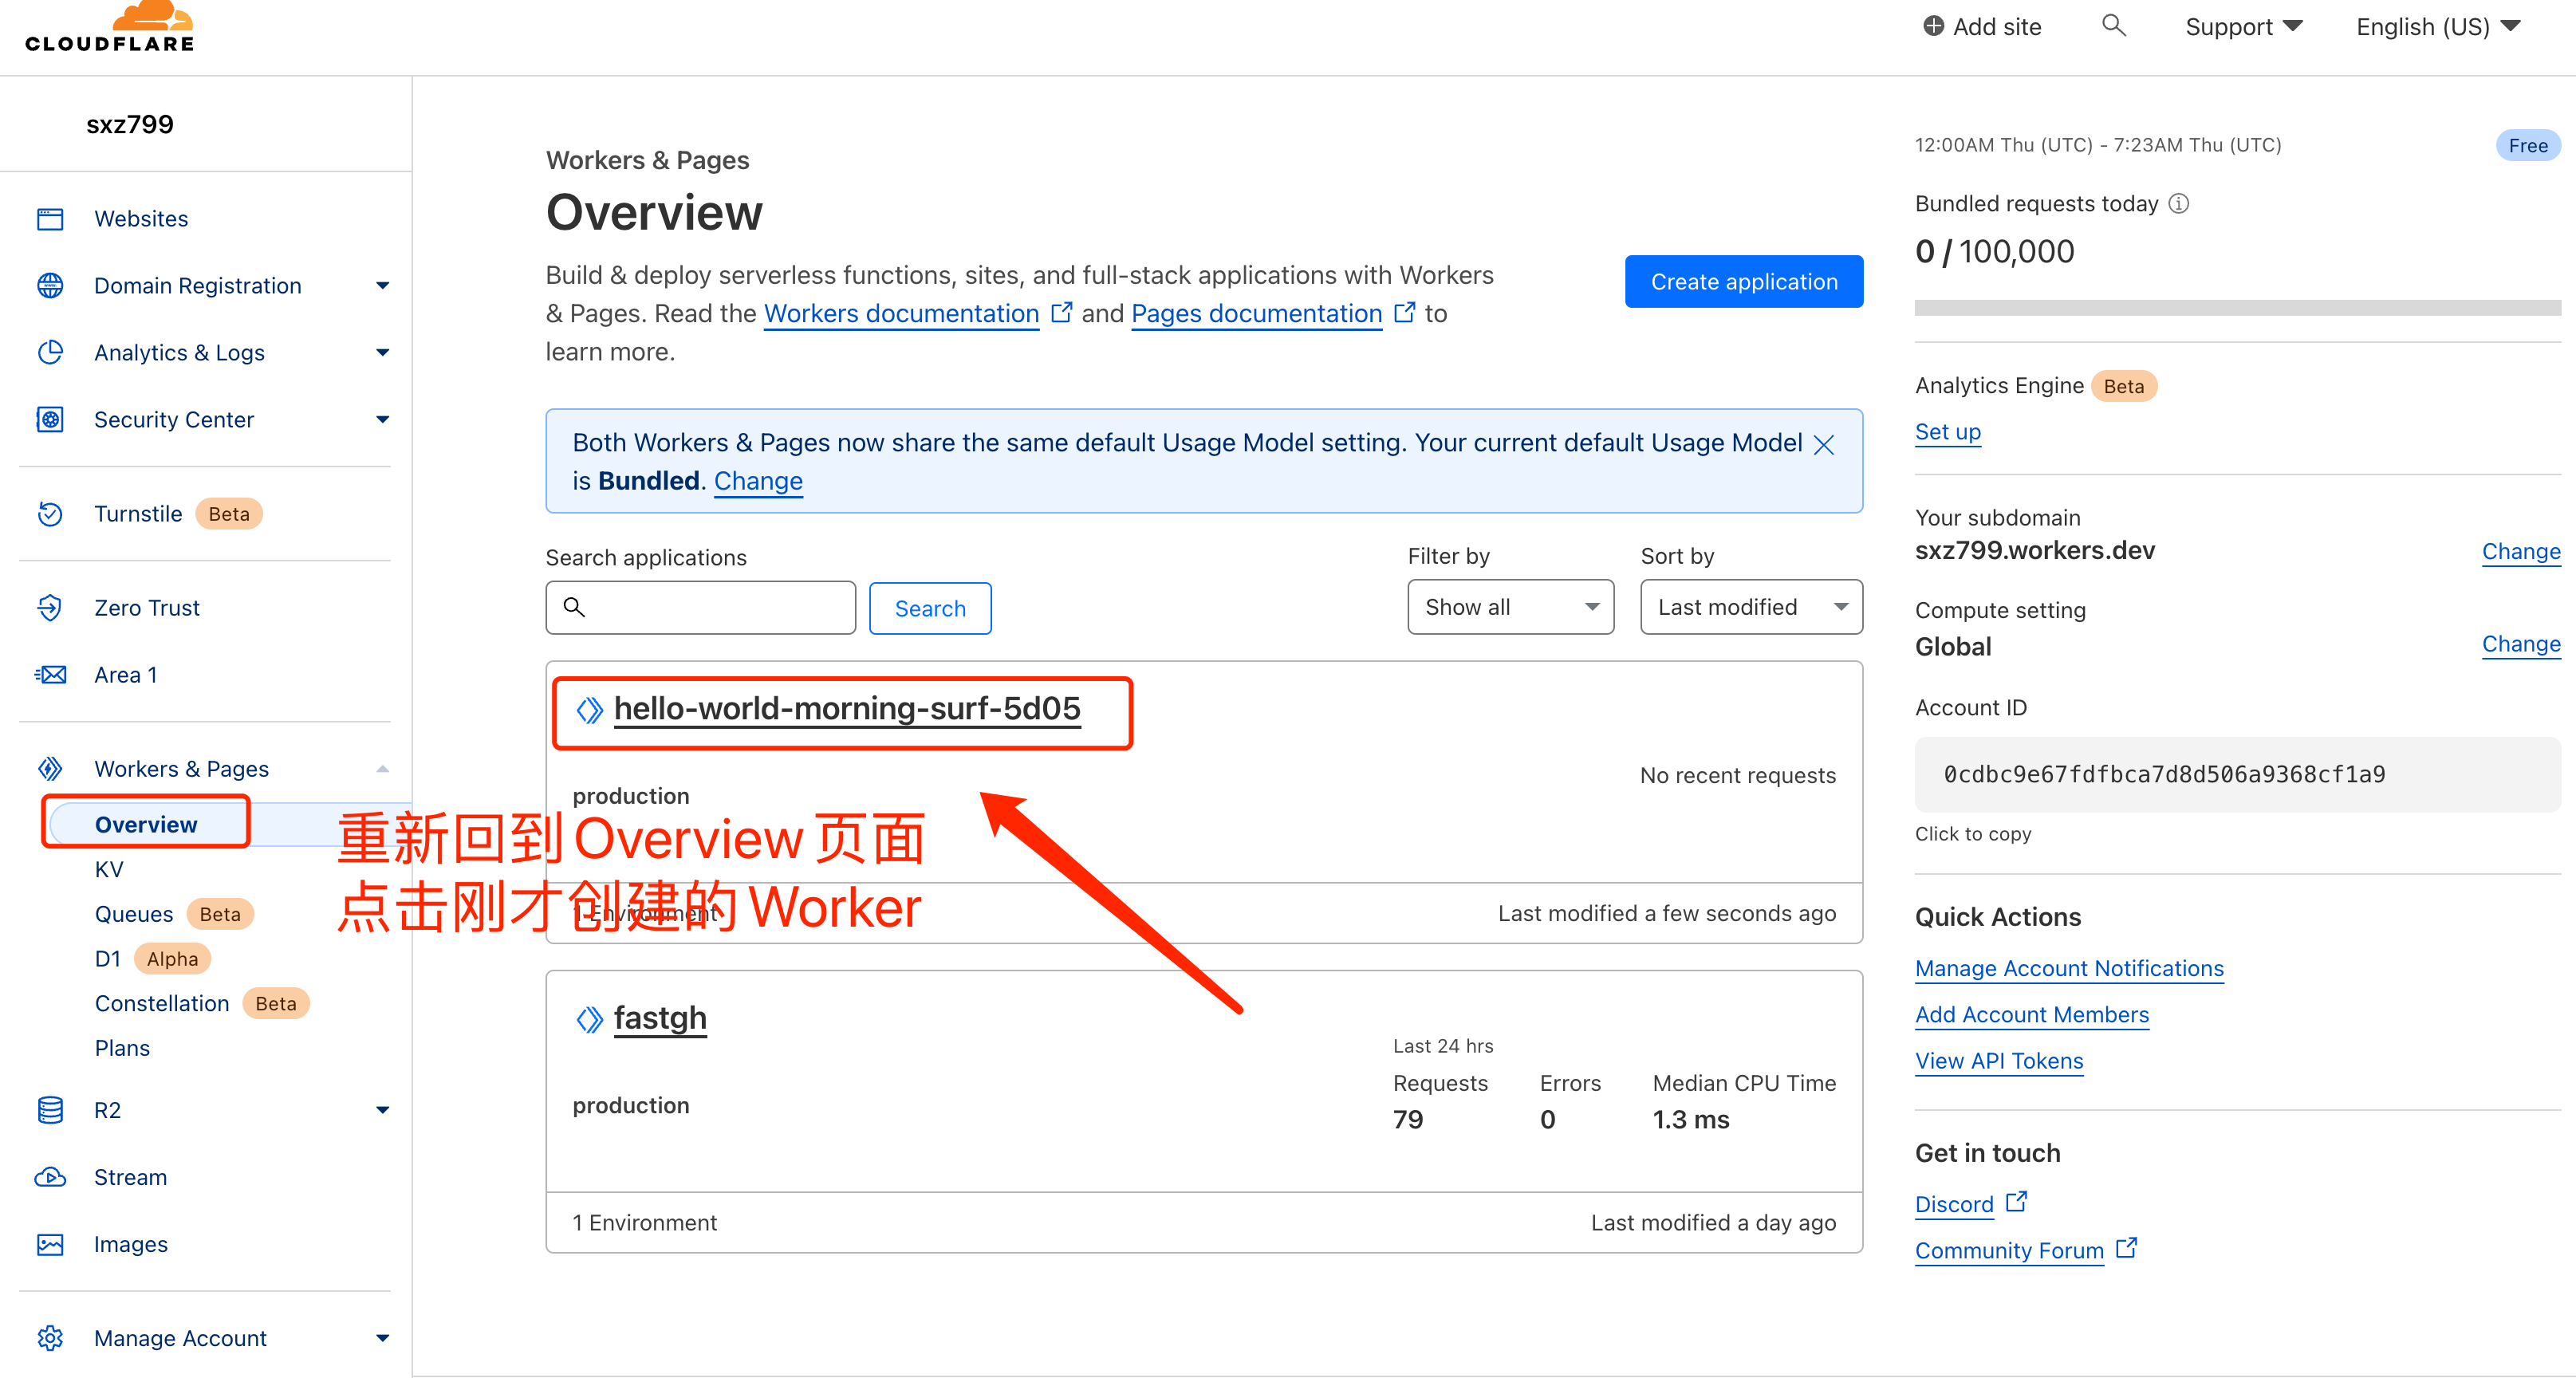 CLOUDFLARE
Add site
Support
English (US)
sxz799
Websites
Domain Registration
Analytics & Logs
Security Center
Turnstile Beta
Zero Trust
Area 1
Workers & Pages
Overview
KV
Queues Beta
D1 Alpha
Constellation Beta
Plans
R2
Stream
Images
Manage Account
Workers & Pages
Overview
Build & deploy serverless functions, sites, and full-stack applications with Workers
& Pages. Read the Workers documentation and Pages documentation to
learn more.
Create application
Both Workers & Pages now share the same default Usage Model setting. Your current default Usage Model
is Bundled. Change
Search applications
Search
Filter by
Show all
Sort by
Last modified
hello-world-morning-surf-5d05
production
No recent requests
重新回到Overview页面
点击刚才创建的Worker
1 Environment
Last modified a few seconds ago
fastgh
production
Last 24 hrs
Requests Errors Median CPU Time
79 0 1.3 ms
1 Environment
Last modified a day ago
12:00AM Thu (UTC) - 7:23AM Thu (UTC)
Free
Bundled requests today
0 / 100,000
Analytics Engine Beta
Set up
Your subdomain
sxz799.workers.dev
Change
Compute setting
Global
Change
Account ID
0cdbc9e67fdfbca7d8d506a9368cf1a9
Click to copy
Quick Actions
Manage Account Notifications
Add Account Members
View API Tokens
Get in touch
Discord
Community Forum